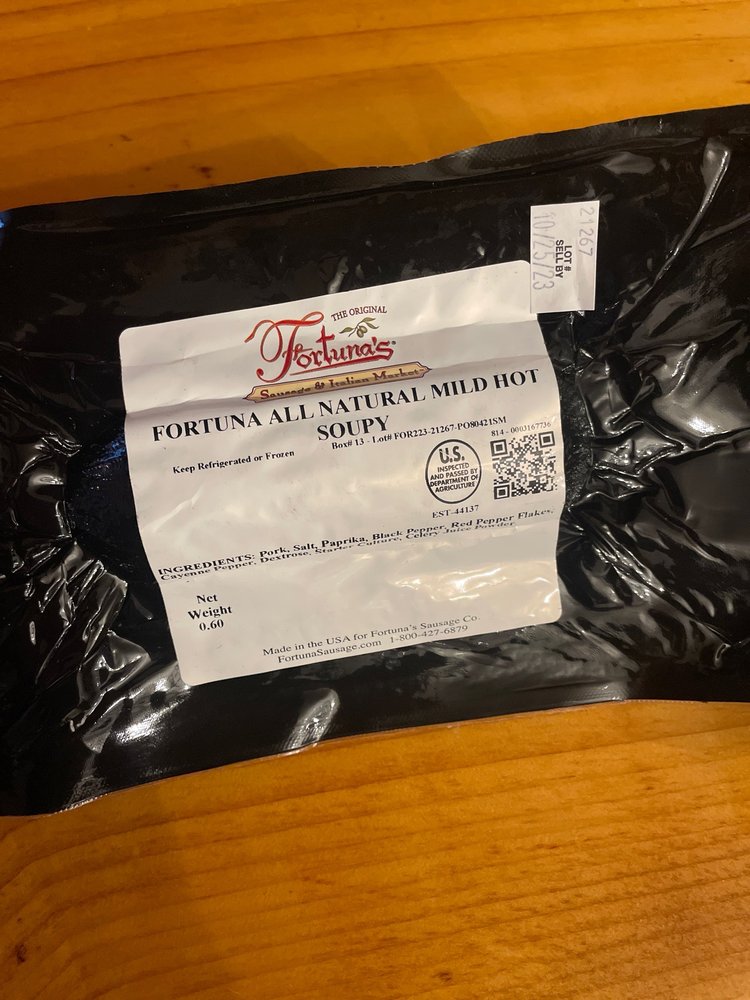 21267
LOT #
SELL BY
10/25/23
THE ORIGINAL
Fortuna's
Sausage & Italian Market
FORTUNA ALL NATURAL MILD HOT
SOUPY
Box# 13 - Lot# FOR223-21267-PO80421SM
Keep Refrigerated or Frozen
814 - 0003167736
U.S.
INSPECTED
AND PASSED BY
DEPARTMENT OF
AGRICULTURE
EST-44137
INGREDIENTS: Pork, Salt, Paprika, Black Pepper, Red Pepper Flakes,
Cayenne Pepper, Dextrose, Starter Culture, Celery Juice Powder.
Net
Weight
0.60
Made in the USA for Fortuna's Sausage Co.
FortunaSausage.com 1-800-427-6879